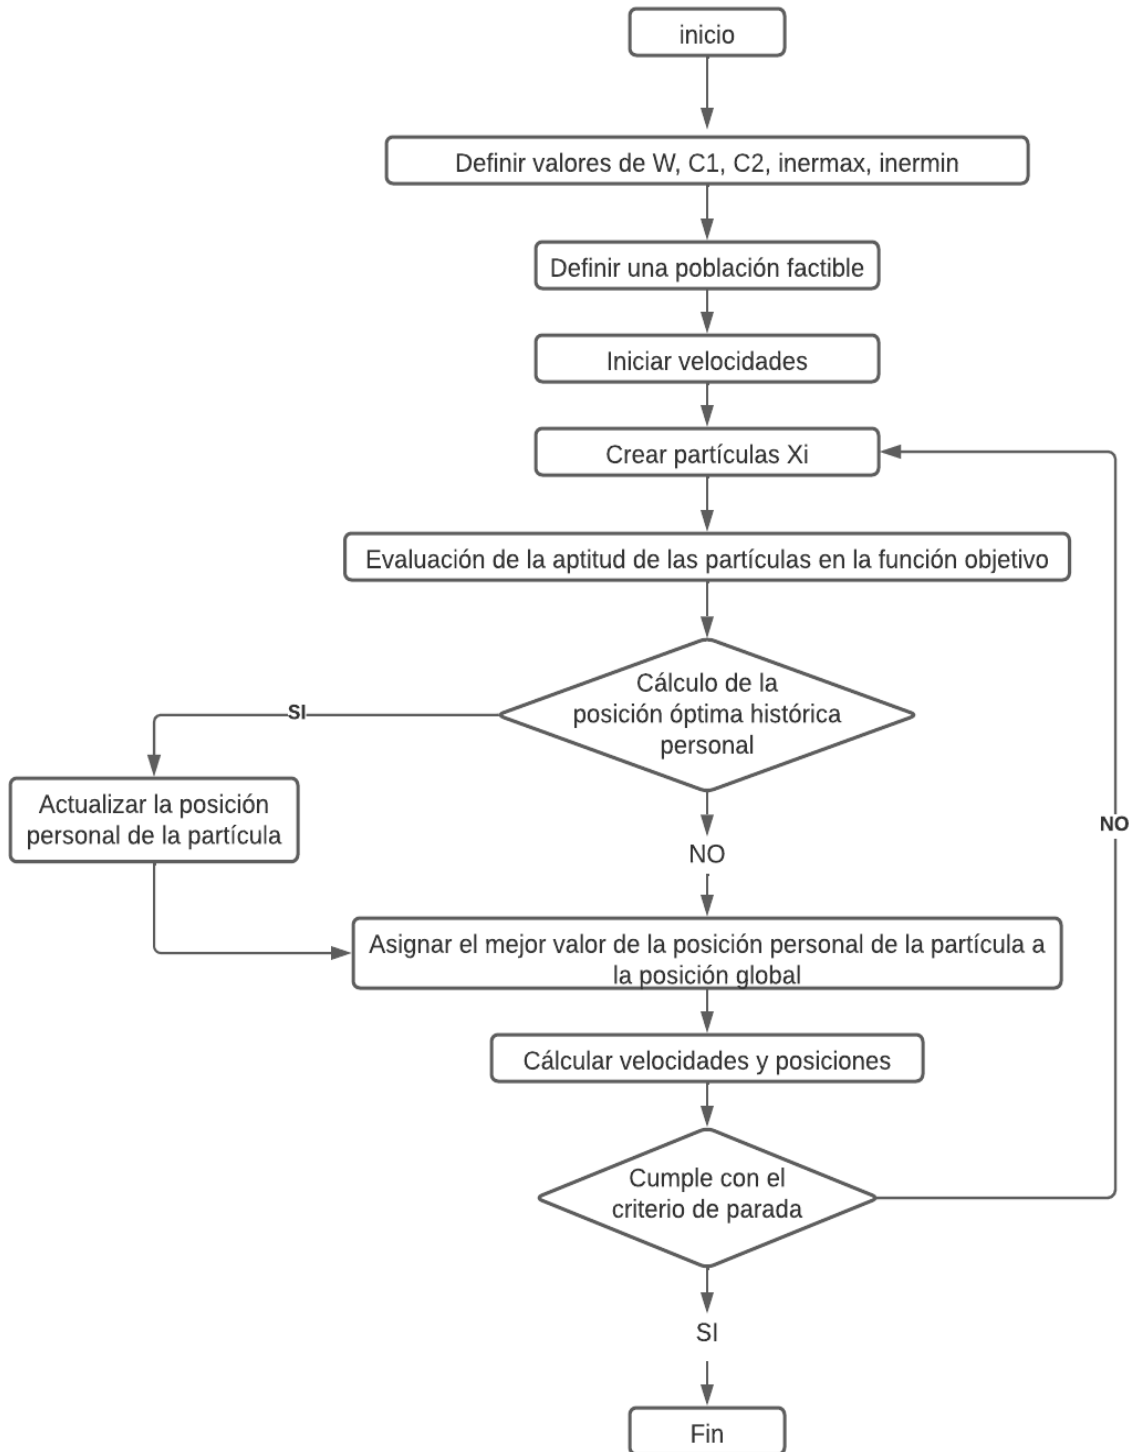 inicio
Definir valores de W, C1, C2, inermax, inermin
Definir una población factible
Iniciar velocidades
Crear partículas Xi
Evaluación de la aptitud de las partículas en la función objetivo
Cálculo de la
posición óptima histórica
personal
SI
Actualizar la posición
personal de la partícula
NO
NO
Asignar el mejor valor de la posición personal de la partícula a
la posición global
Cálcular velocidades y posiciones
Cumple con el
criterio de parada
SI
Fin